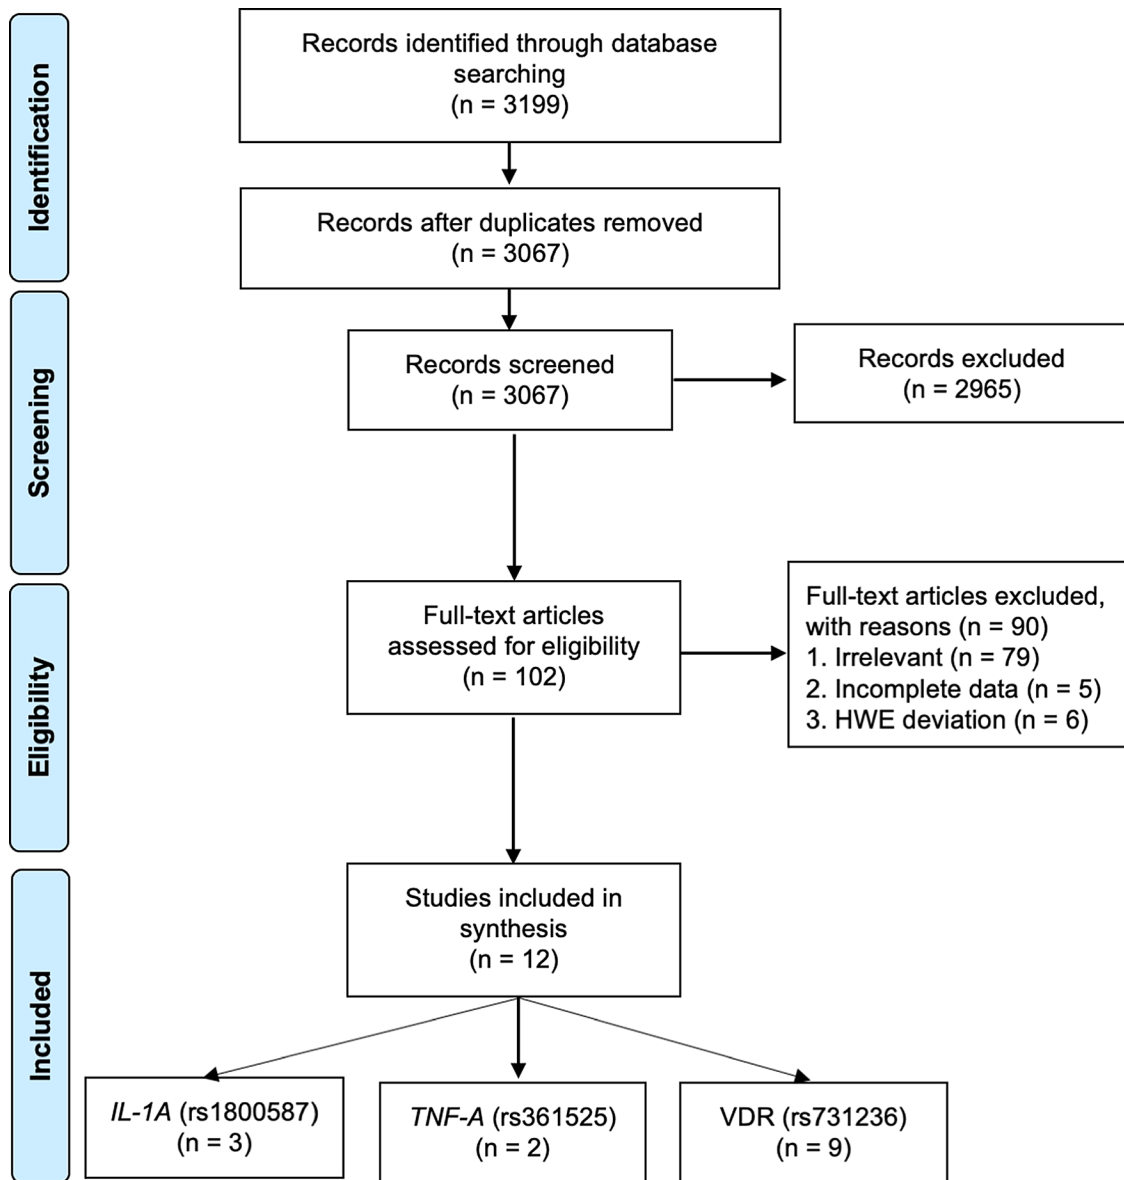 Identification
Records identified through database
searching
(n = 3199)
Records after duplicates removed
(n = 3067)
Screening
Records screened
(n = 3067)
Records excluded
(n = 2965)
Eligibility
Full-text articles
assessed for eligibility
(n = 102)
Full-text articles excluded,
with reasons (n = 90)
1. Irrelevant (n = 79)
2. Incomplete data (n = 5)
3. HWE deviation (n = 6)
Included
Studies included in
synthesis
(n = 12)
IL-1A (rs1800587)
(n = 3)
TNF-A (rs361525)
(n = 2)
VDR (rs731236)
(n = 9)